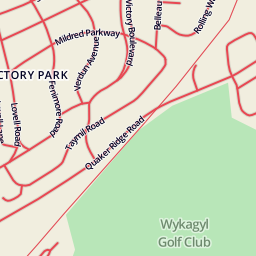 Belleau
Rolling W
Mildred Parkway
Victory Boulevard
Verdun Avenue
CTORY PARK
Fenimore Road
Lovell Road
Taymil Road
Quaker Ridge Road
Wykagyl
Golf Club